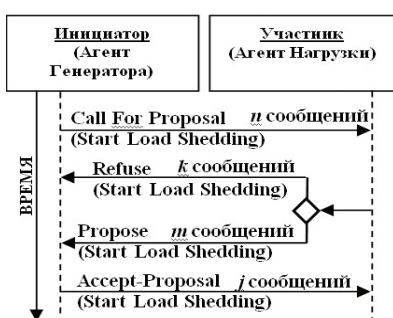 Инициатор
(Агент
Генератора)
Участник
(Агент Нагрузки)
ВРЕМЯ
Call For Proposal n сообщений
(Start Load Shedding)
Refuse k сообщений
(Start Load Shedding)
Propose m сообщений
(Start Load Shedding)
Accept-Proposal j сообщений
(Start Load Shedding)